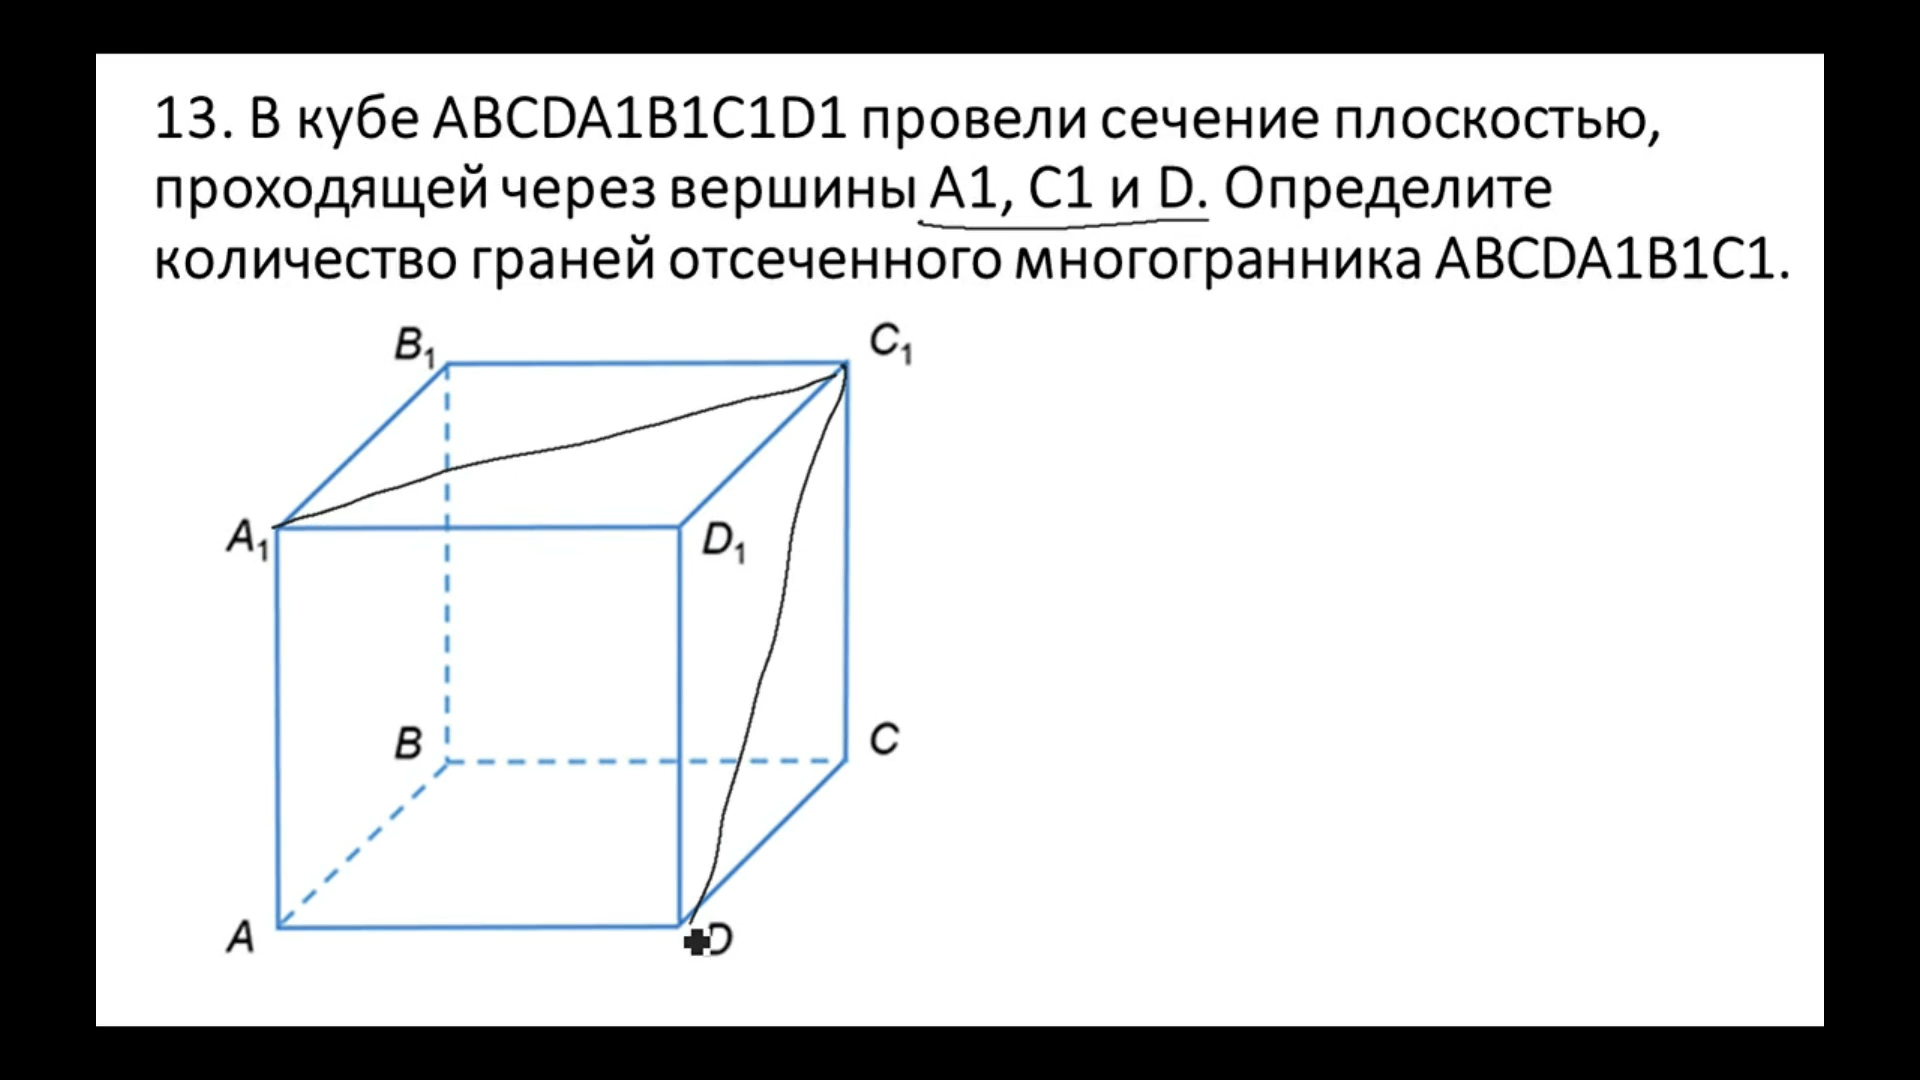 13. В кубе ABCDA1B1C1D1 провели сечение плоскостью,
проходящей через вершины A1, C1 и D. Определите
количество граней отсеченного многогранника ABCDA1B1C1.
B₁
C₁
A₁
D₁
B
C
A
D